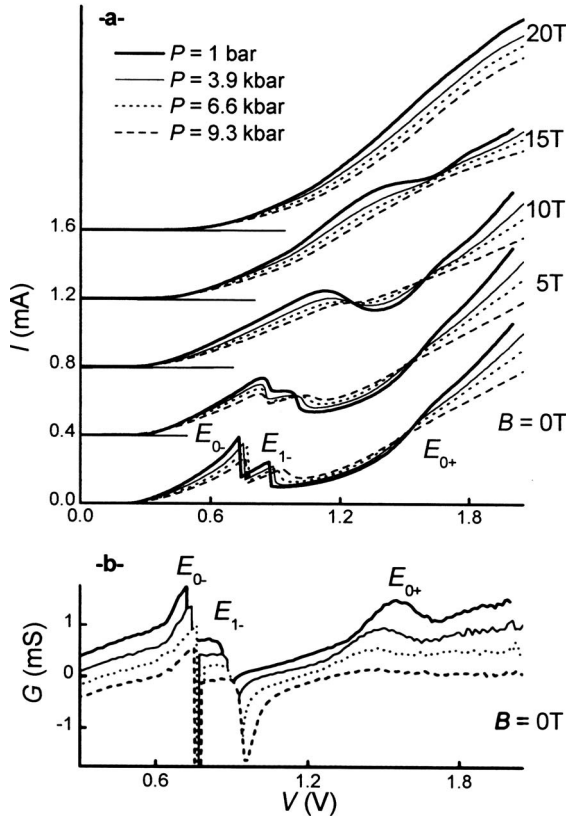 -a-
P = 1 bar
P = 3.9 kbar
P = 6.6 kbar
P = 9.3 kbar
20T
15T
10T
5T
B = 0T
1.6
1.2
0.8
0.4
0.0
I (mA)
E0-
E1-
E0+
0.0 0.6 1.2 1.8
-b-
E0-
E1-
E0+
1
0
-1
G (mS)
B = 0T
0.6 1.2 1.8
V (V)